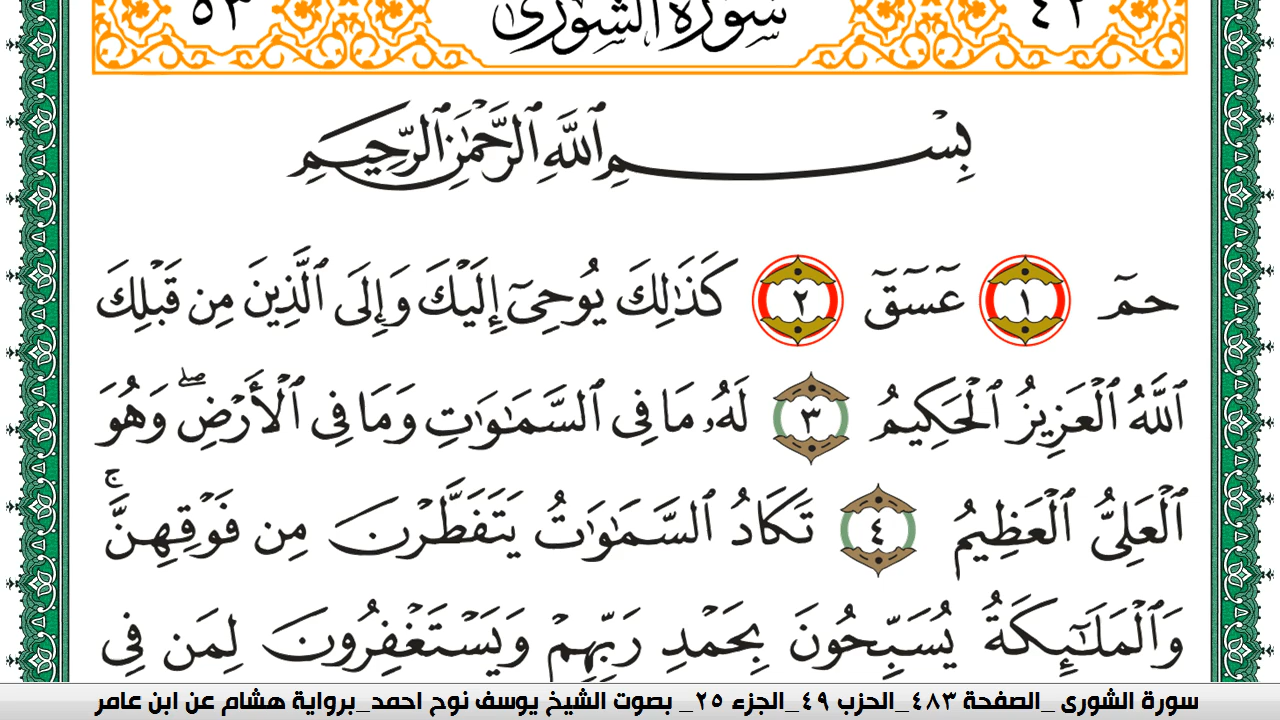 ٤٢ سورة الشورى ٥٣
بِسْمِ ٱللَّهِ ٱلرَّحْمَٰنِ ٱلرَّحِيمِ
حمٓ ١ عٓسٓقٓ ٢ كَذَٰلِكَ يُوحِىٓ إِلَيْكَ وَإِلَى ٱلَّذِينَ مِن قَبْلِكَ
ٱللَّهُ ٱلْعَزِيزُ ٱلْحَكِيمُ ٣ لَهُۥ مَا فِى ٱلسَّمَٰوَٰتِ وَمَا فِى ٱلْأَرْضِۖ وَهُوَ
ٱلْعَلِىُّ ٱلْعَظِيمُ ٤ تَكَادُ ٱلسَّمَٰوَٰتُ يَتَفَطَّرْنَ مِن فَوْقِهِنَّۚ
وَٱلْمَلَٰٓئِكَةُ يُسَبِّحُونَ بِحَمْدِ رَبِّهِمْ وَيَسْتَغْفِرُونَ لِمَن فِى
سورة الشورى _الصفحة ٤٨٣_الحزب ٤٩_الجزء ٢٥_ بصوت الشيخ يوسف نوح احمد_برواية هشام عن ابن عامر